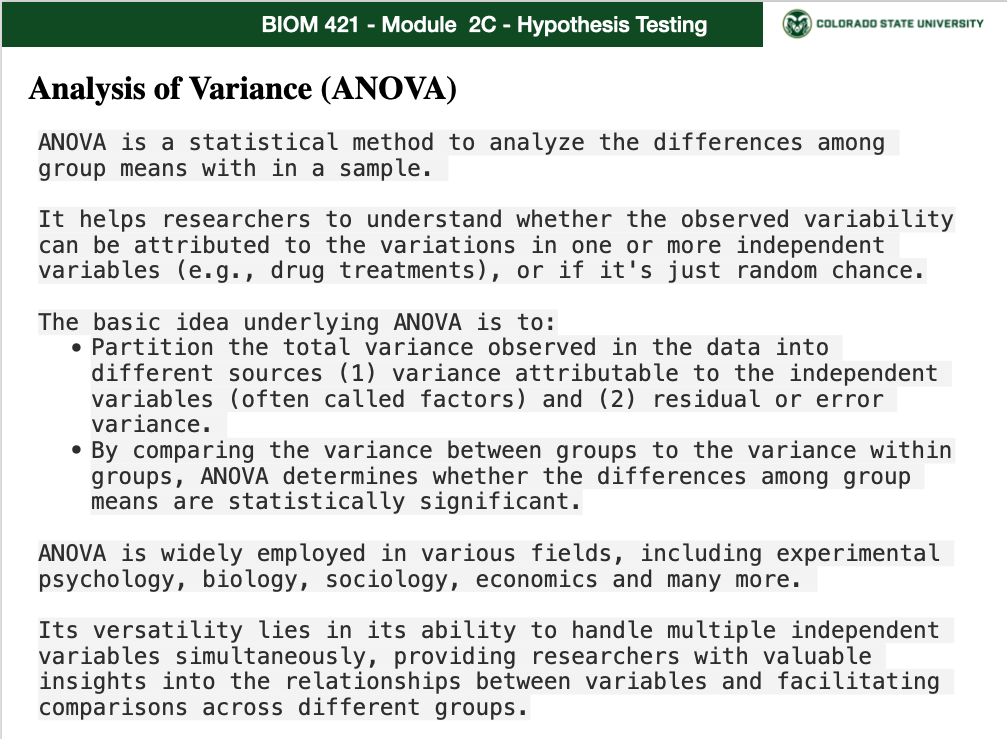 BIOM 421 - Module 2C - Hypothesis Testing
COLORADO STATE UNIVERSITY
Analysis of Variance (ANOVA)
ANOVA is a statistical method to analyze the differences among
group means with in a sample.
It helps researchers to understand whether the observed variability
can be attributed to the variations in one or more independent
variables (e.g., drug treatments), or if it's just random chance.
The basic idea underlying ANOVA is to:
• Partition the total variance observed in the data into
different sources (1) variance attributable to the independent
variables (often called factors) and (2) residual or error
variance.
• By comparing the variance between groups to the variance within
groups, ANOVA determines whether the differences among group
means are statistically significant.
ANOVA is widely employed in various fields, including experimental
psychology, biology, sociology, economics and many more.
Its versatility lies in its ability to handle multiple independent
variables simultaneously, providing researchers with valuable
insights into the relationships between variables and facilitating
comparisons across different groups.